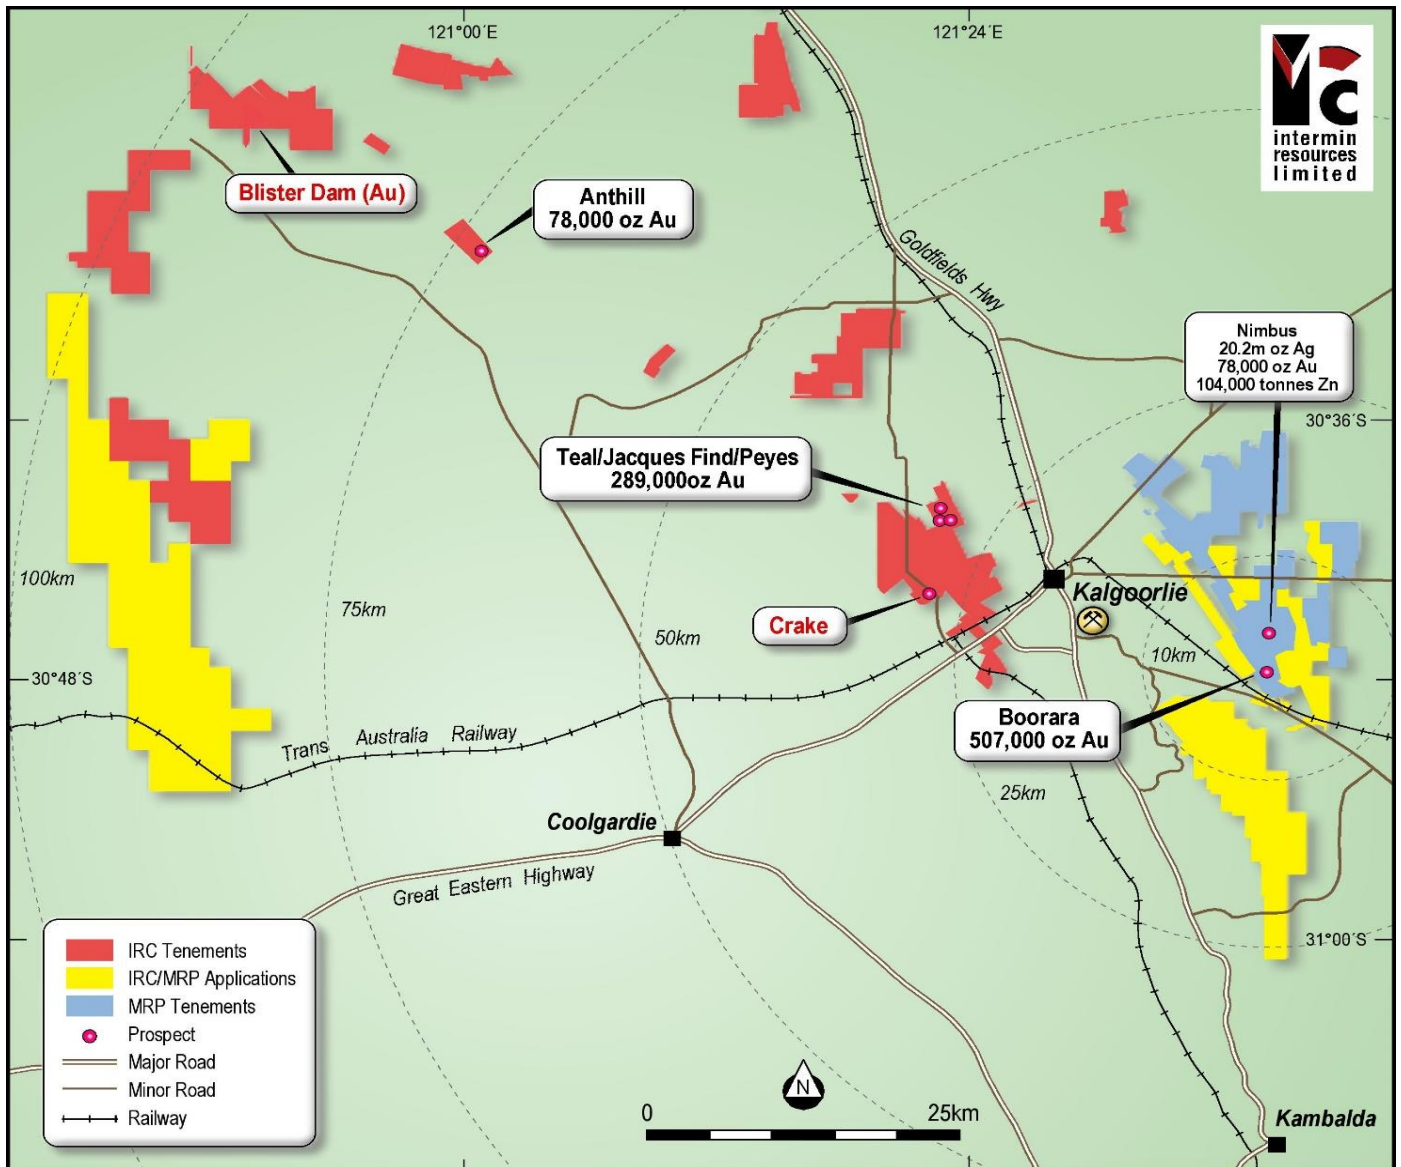 121°00´E
121°24´E
intermin
resources
limited
Blister Dam (Au)
Anthill
78,000 oz Au
Goldfields Hwy
Nimbus
20.2m oz Ag
78,000 oz Au
104,000 tonnes Zn
30°36´S
Teal/Jacques Find/Peyes
289,000oz Au
100km
75km
50km
Kalgoorlie
Crake
10km
30°48´S
Boorara
507,000 oz Au
Trans Australia Railway
25km
Coolgardie
Great Eastern Highway
31°00´S
IRC Tenements
IRC/MRP Applications
MRP Tenements
Prospect
Major Road
Minor Road
Railway
N
0 25km
Kambalda